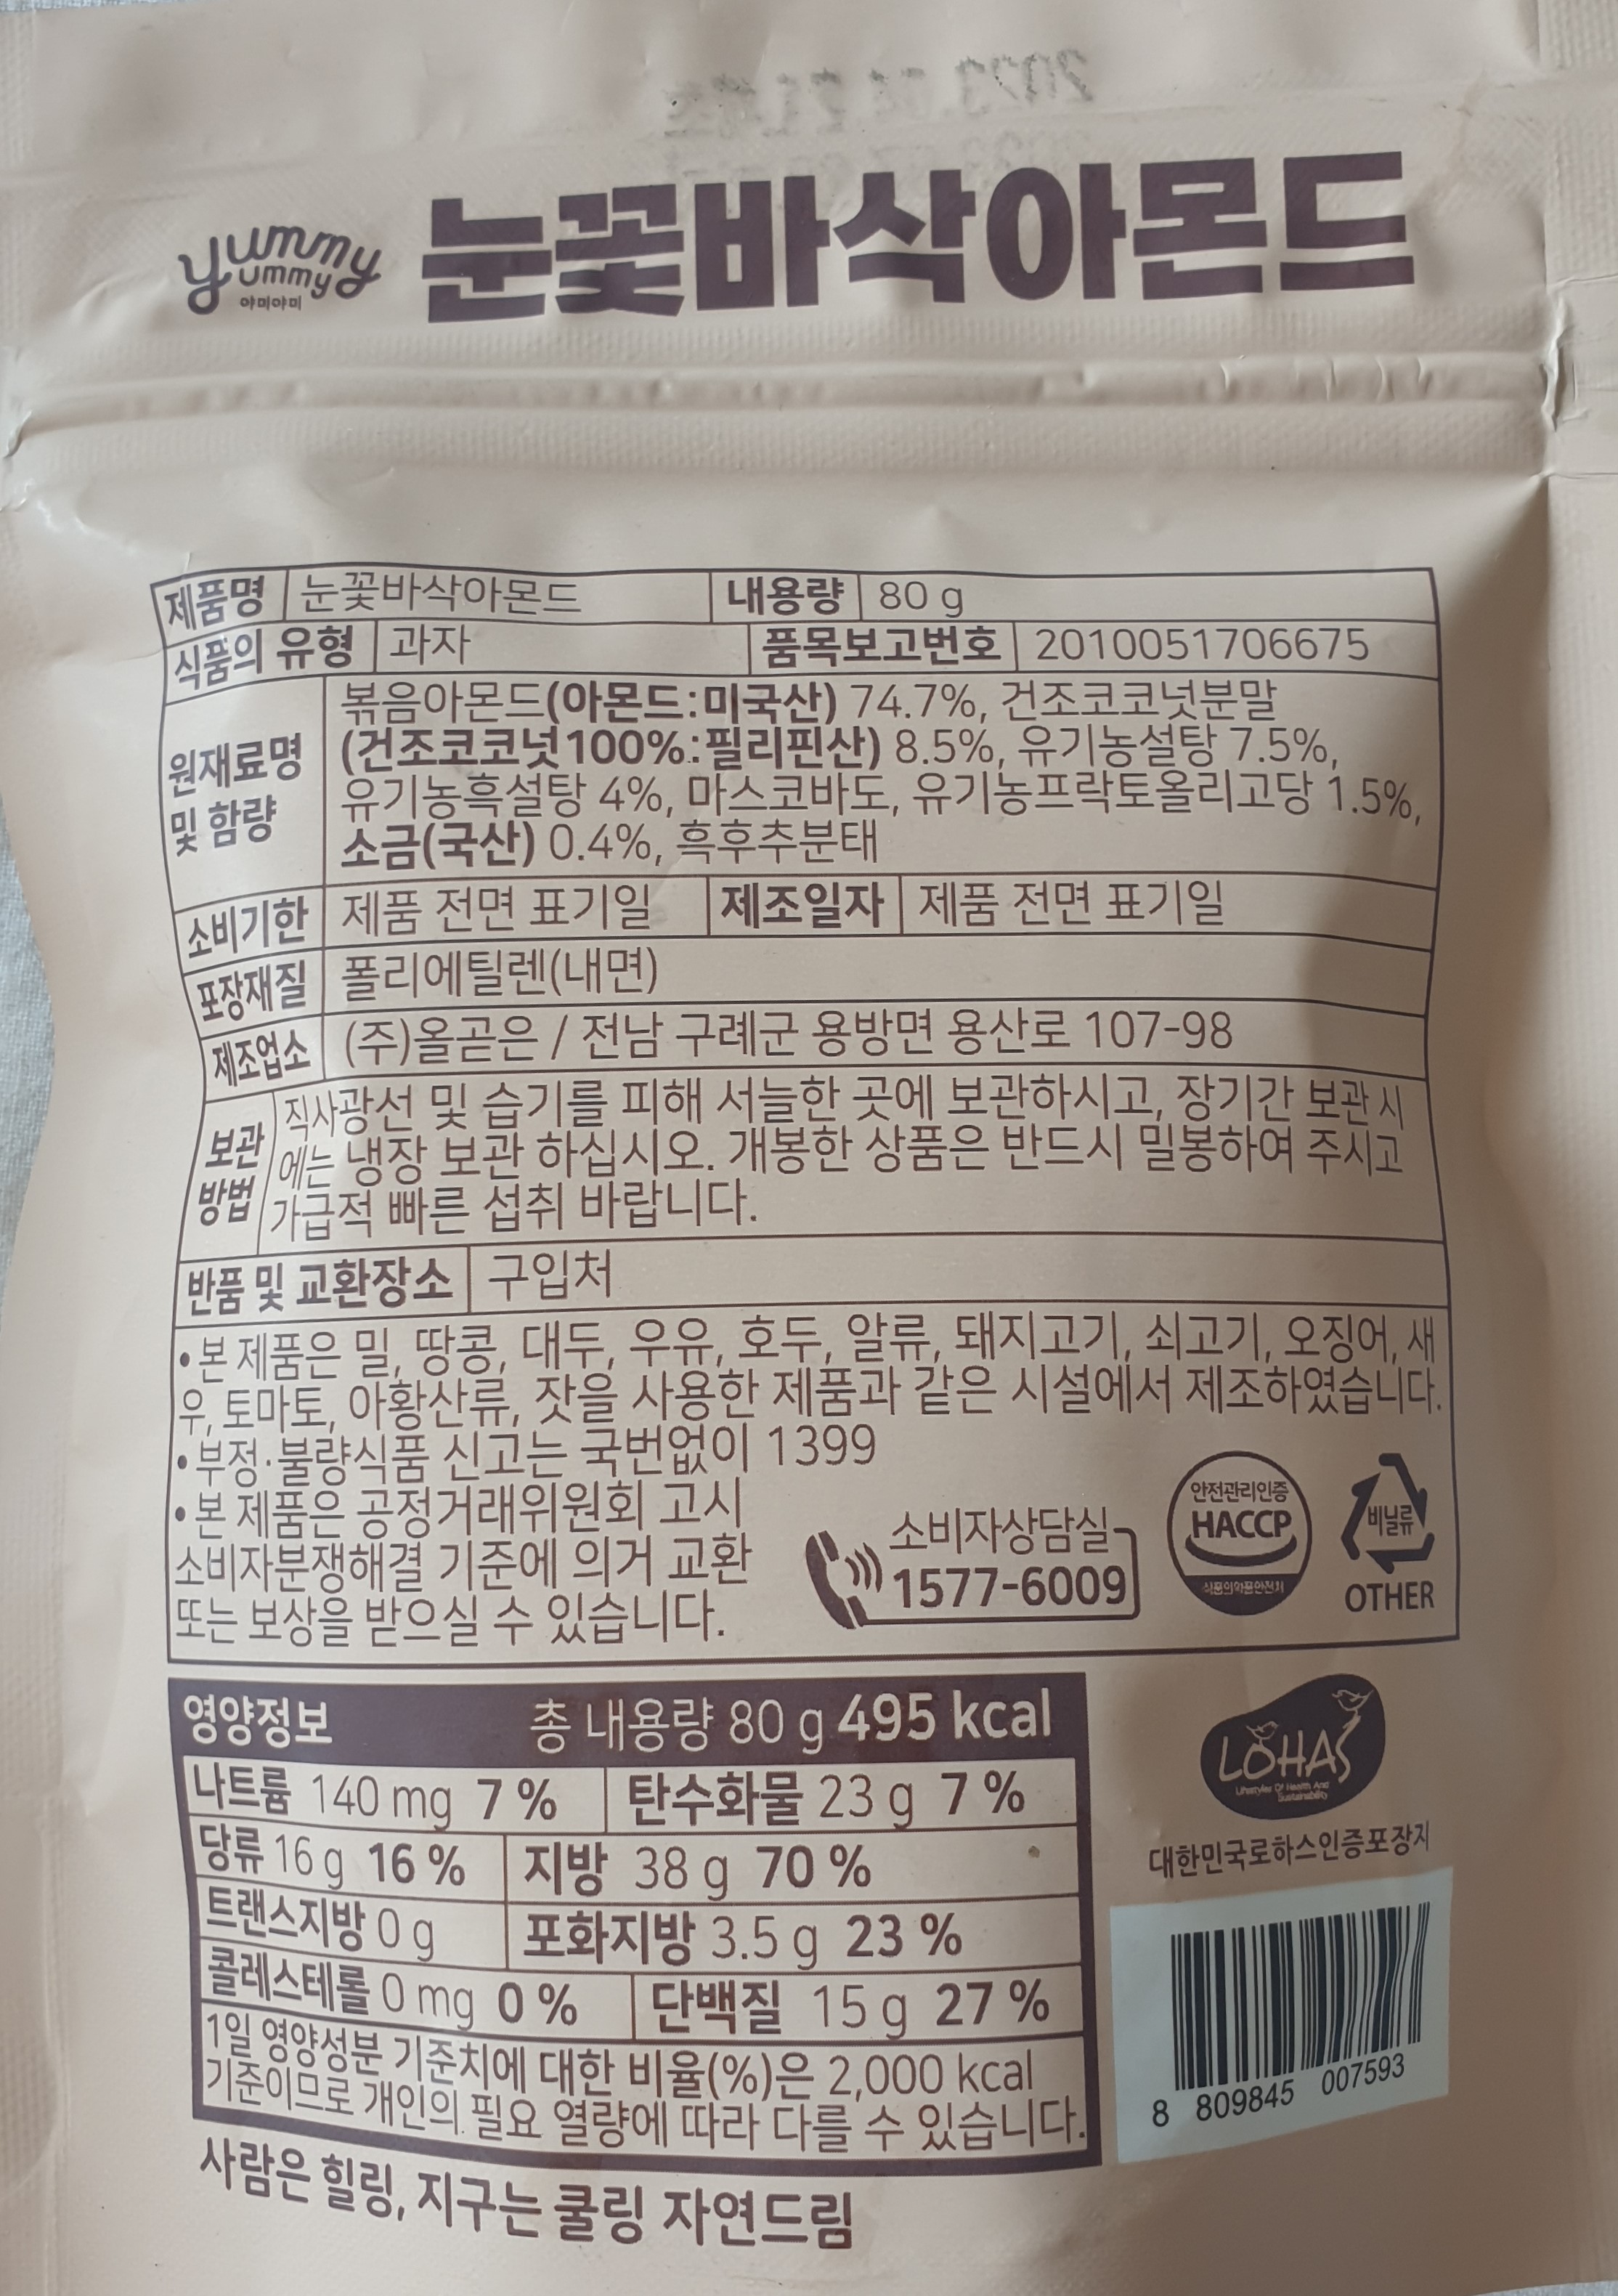 yummy
yummy
야미야미
눈꽃바삭아몬드
제품명 눈꽃바삭아몬드 내용량 80 g
식품의 유형 과자 품목보고번호 2010051706675
원재료명 및 함량
볶음아몬드(아몬드:미국산) 74.7%, 건조코코넛분말
(건조코코넛100%:필리핀산) 8.5%, 유기농설탕 7.5%,
유기농흑설탕 4%, 마스코바도, 유기농프락토올리고당 1.5%,
소금(국산) 0.4%, 흑후추분태
소비기한 제품 전면 표기일 제조일자 제품 전면 표기일
포장재질 폴리에틸렌(내면)
제조업소 (주)올곧은 / 전남 구례군 용방면 용산로 107-98
보관 방법
직사광선 및 습기를 피해 서늘한 곳에 보관하시고, 장기간 보관 시
에는 냉장 보관 하십시오. 개봉한 상품은 반드시 밀봉하여 주시고
가급적 빠른 섭취 바랍니다.
반품 및 교환장소 구입처
•본 제품은 밀, 땅콩, 대두, 우유, 호두, 알류, 돼지고기, 쇠고기, 오징어, 새
우, 토마토, 아황산류, 잣을 사용한 제품과 같은 시설에서 제조하였습니다.
•부정·불량식품 신고는 국번없이 1399
•본 제품은 공정거래위원회 고시
소비자분쟁해결 기준에 의거 교환
또는 보상을 받으실 수 있습니다.
소비자상담실
1577-6009
안전관리인증
HACCP
식품의약품안전처
비닐류
OTHER
영양정보 총 내용량 80 g 495 kcal
나트륨 140 mg 7 % 탄수화물 23 g 7 %
당류 16 g 16 % 지방 38 g 70 %
트랜스지방 0 g 포화지방 3.5 g 23 %
콜레스테롤 0 mg 0 % 단백질 15 g 27 %
1일 영양성분 기준치에 대한 비율(%)은 2,000 kcal
기준이므로 개인의 필요 열량에 따라 다를 수 있습니다.
LOHAS
Lifestyles Of Health And
Sustainability
대한민국로하스인증포장지
8 809845 007593
사람은 힐링, 지구는 쿨링 자연드림